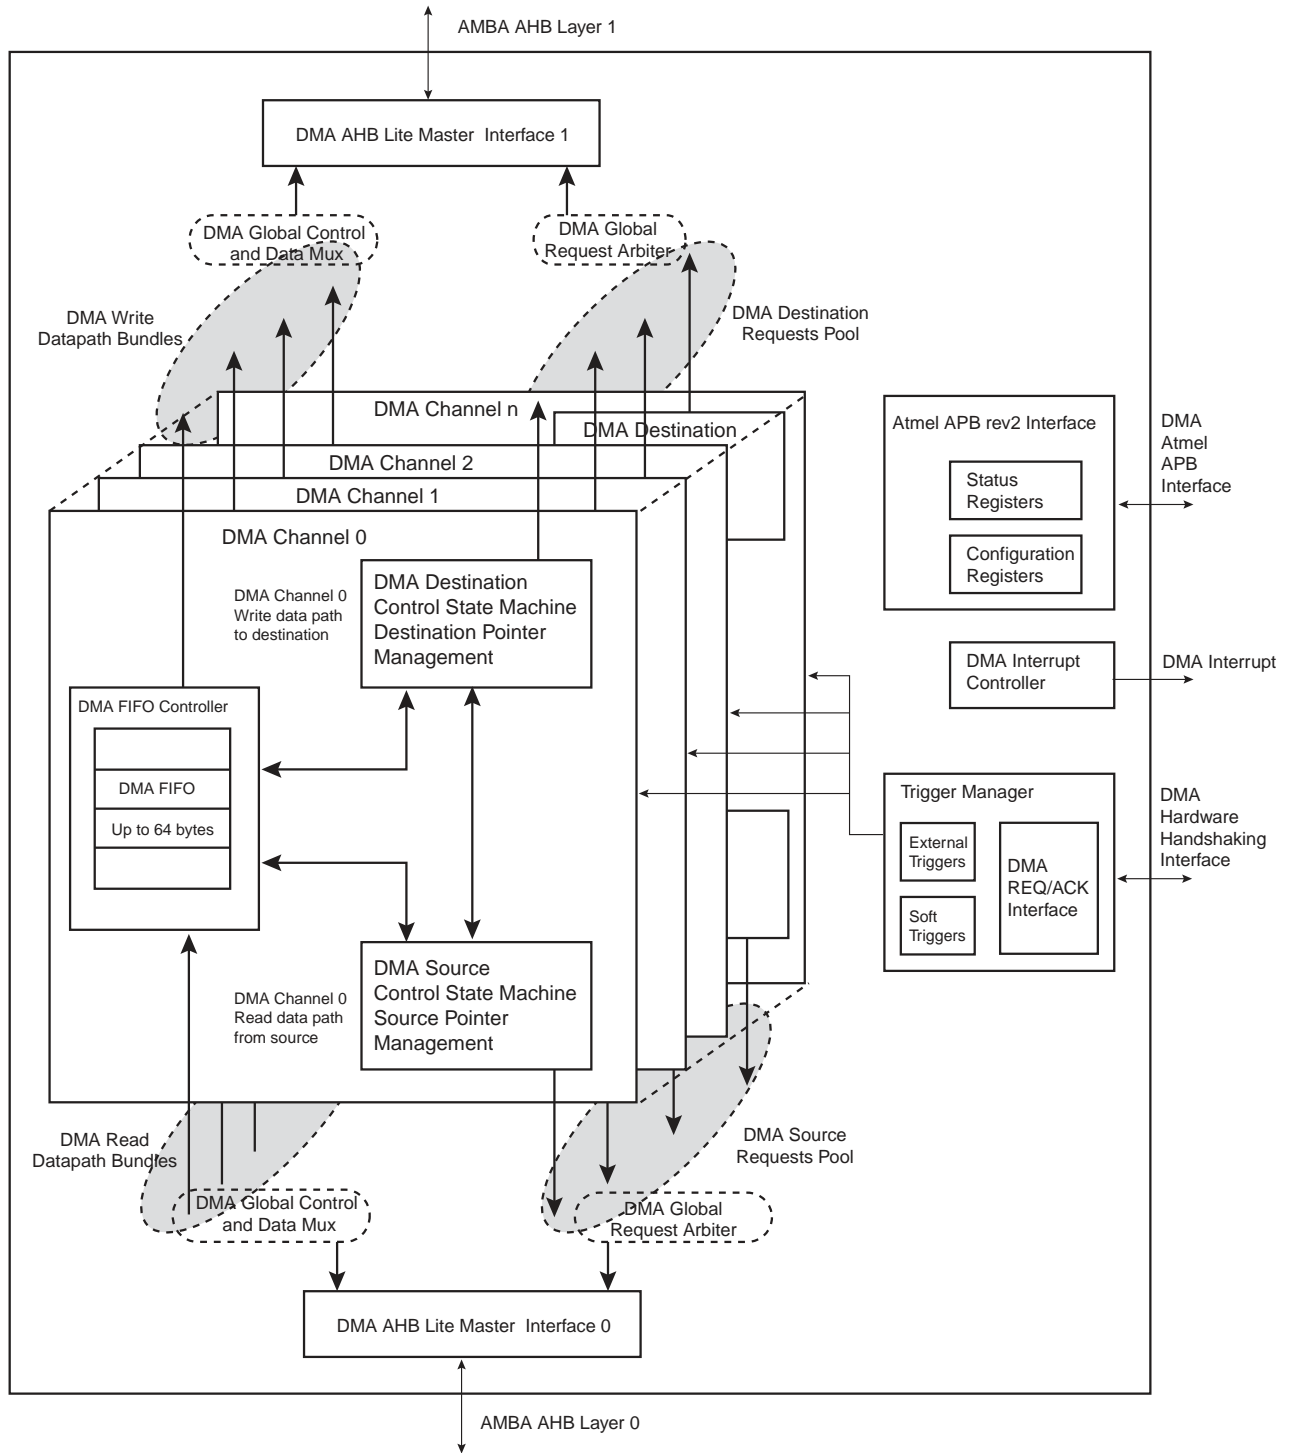 AMBA AHB Layer 1
DMA AHB Lite Master Interface 1
DMA Global Control
and Data Mux
DMA Global
Request Arbiter
DMA Write
Datapath Bundles
DMA Destination
Requests Pool
DMA Channel n
DMA Destination
DMA Channel 2
DMA Channel 1
DMA Channel 0
DMA Destination
Control State Machine
Destination Pointer
Management
DMA Channel 0
Write data path
to destination
DMA FIFO Controller
DMA FIFO
Up to 64 bytes
DMA Source
Control State Machine
Source Pointer
Management
DMA Channel 0
Read data path
from source
Atmel APB rev2 Interface
Status
Registers
Configuration
Registers
DMA
Atmel
APB
Interface
DMA Interrupt
Controller
DMA Interrupt
Trigger Manager
External
Triggers
Soft
Triggers
DMA
REQ/ACK
Interface
DMA
Hardware
Handshaking
Interface
DMA Read
Datapath Bundles
DMA Source
Requests Pool
DMA Global Control
and Data Mux
DMA Global
Request Arbiter
DMA AHB Lite Master Interface 0
AMBA AHB Layer 0